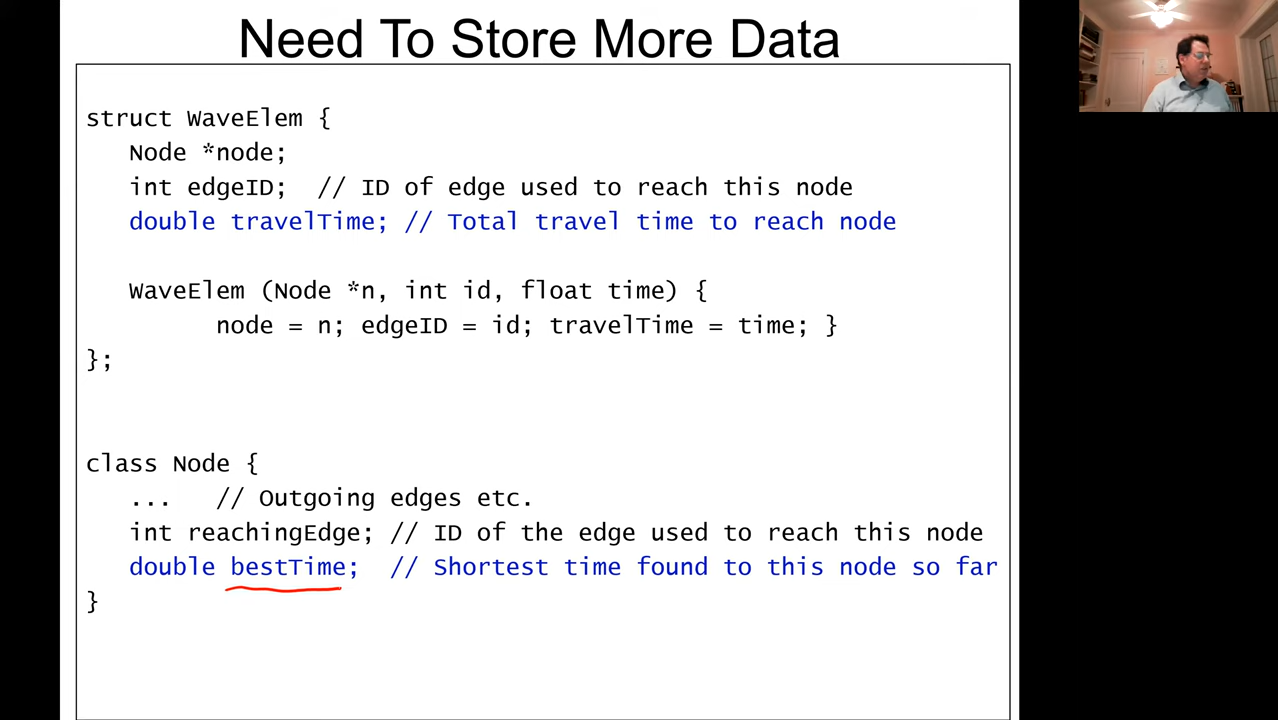 Need To Store More Data
struct WaveElem {
Node *node;
int edgeID; // ID of edge used to reach this node
double travelTime; // Total travel time to reach node
WaveElem (Node *n, int id, float time) {
node = n; edgeID = id; travelTime = time; }
};
class Node {
... // Outgoing edges etc.
int reachingEdge; // ID of the edge used to reach this node
double bestTime; // Shortest time found to this node so far
}